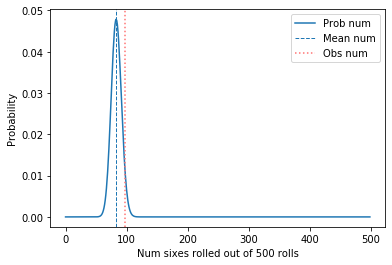 0.05
0.04
0.03
0.02
0.01
0.00
Probability
0 100 200 300 400 500
Num sixes rolled out of 500 rolls
Prob num
Mean num
Obs num